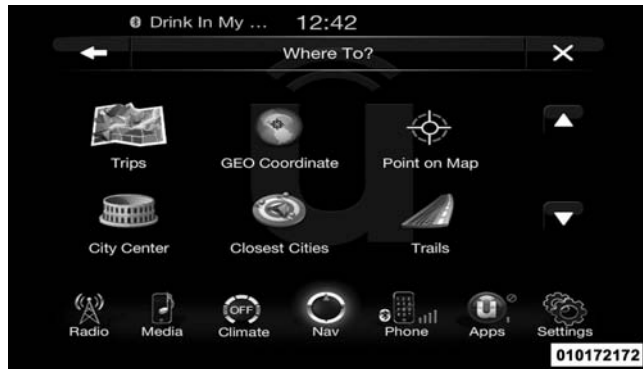 Drink In My ... 12:42
Where To?
Trips GEO Coordinate Point on Map
City Center Closest Cities Trails
OFF
Radio Media Climate Nav Phone Apps Settings
010172172